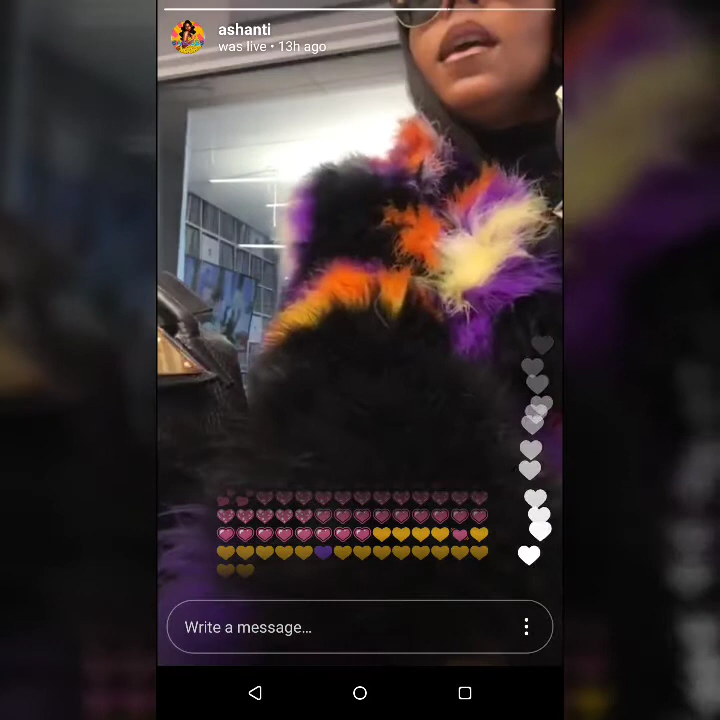 ashanti
was live • 13h ago
Write a message...